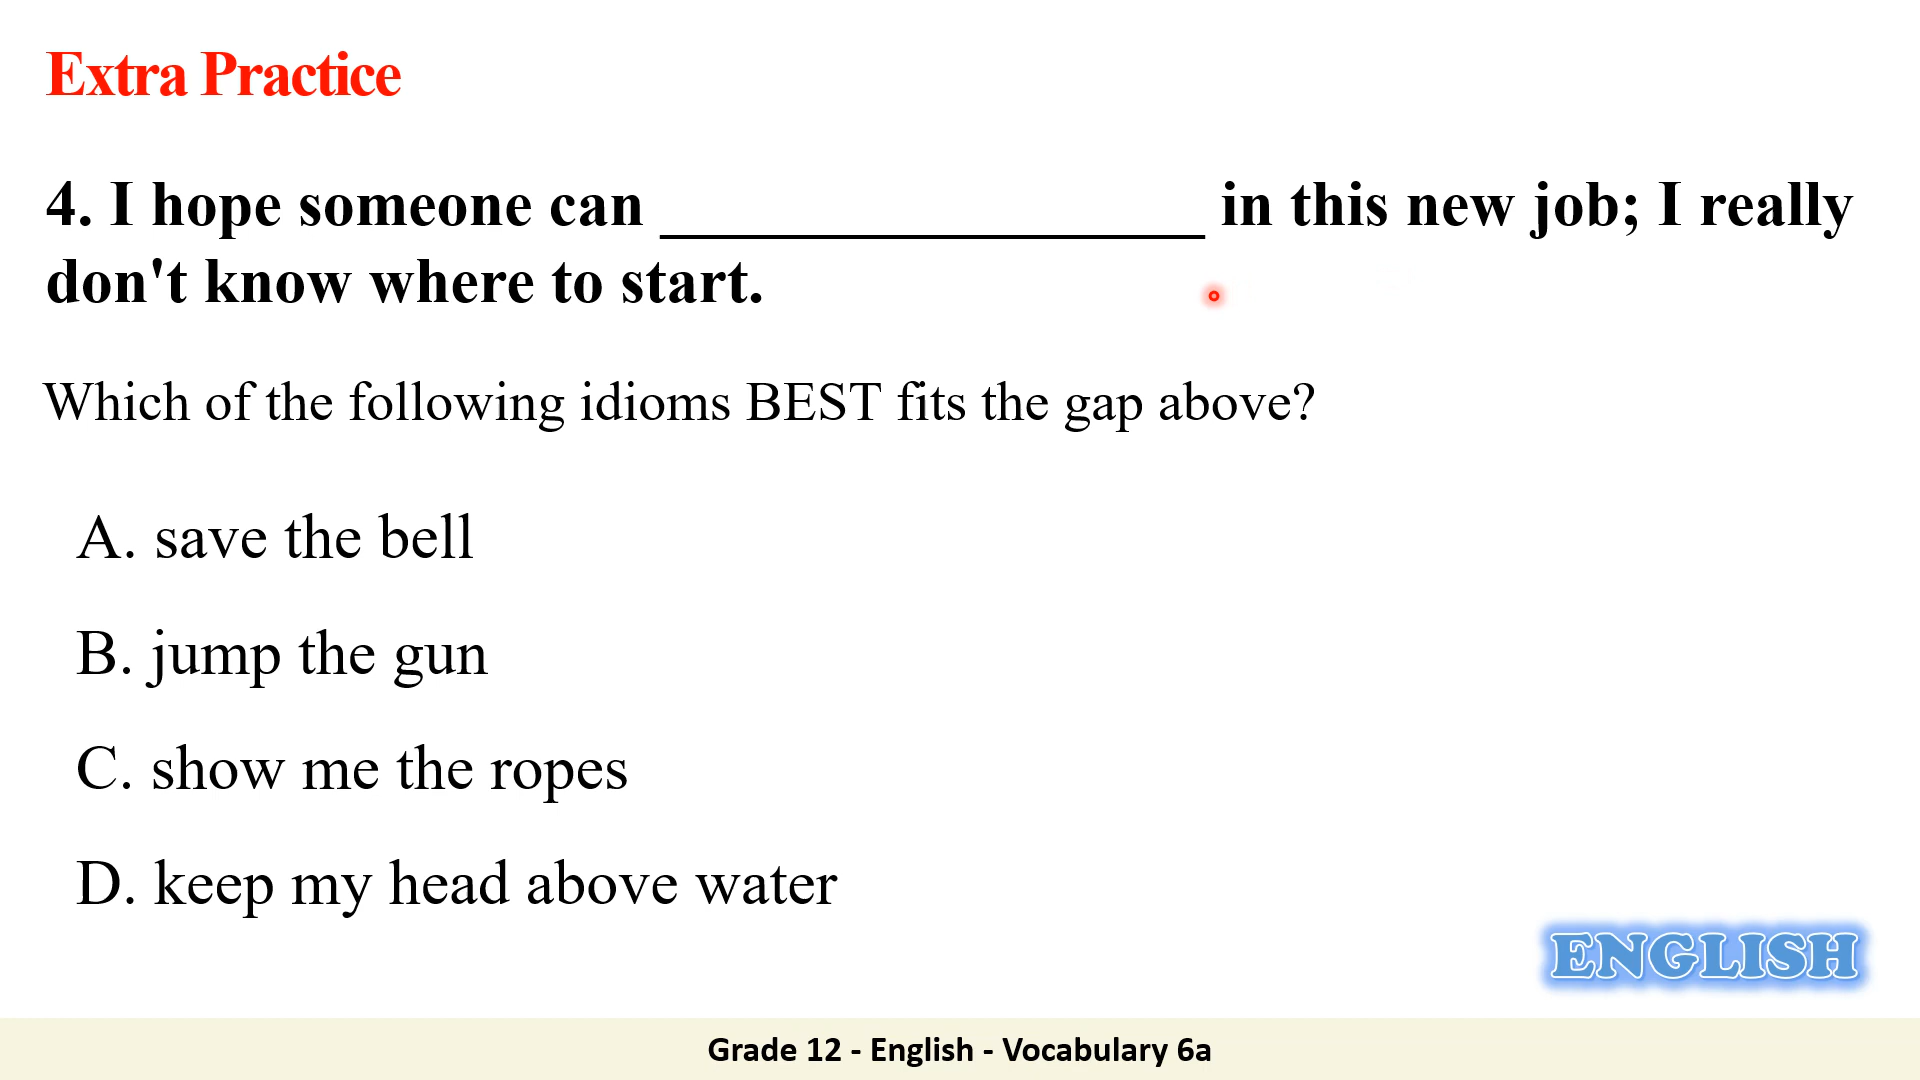 Extra Practice
4. I hope someone can _________________ in this new job; I really
don't know where to start.
Which of the following idioms BEST fits the gap above?
A. save the bell
B. jump the gun
C. show me the ropes
D. keep my head above water
ENGLISH
Grade 12 - English - Vocabulary 6a